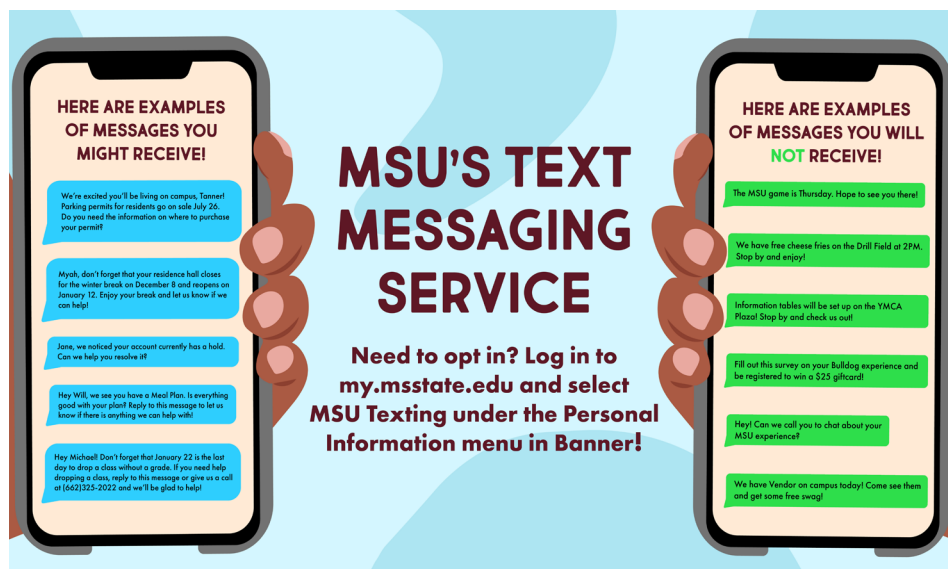 HERE ARE EXAMPLES
OF MESSAGES YOU
MIGHT RECEIVE!
We're excited you'll be living on campus, Tanner!
Parking permits for residents go on sale July 26.
Do you need the information on where to purchase
your permit?
Myah, don't forget that your residence hall closes
for the winter break on December 8 and reopens on
January 12. Enjoy your break and let us know if we
can help!
Jane, we noticed your account currently has a hold.
Can we help you resolve it?
Hey Will, we see you have a Meal Plan. Is everything
good with your plan? Reply to this message to let us
know if there is anything we can help with!
Hey Michael! Don't forget that January 22 is the last
day to drop a class without a grade. If you need help
dropping a class, reply to this message or give us a call
at (662)325-2022 and we'll be glad to help!
MSU'S TEXT
MESSAGING
SERVICE
Need to opt in? Log in to
my.msstate.edu and select
MSU Texting under the Personal
Information menu in Banner!
HERE ARE EXAMPLES
OF MESSAGES YOU WILL
NOT RECEIVE!
The MSU game is Thursday. Hope to see you there!
We have free cheese fries on the Drill Field at 2PM.
Stop by and enjoy!
Information tables will be set up on the YMCA
Plaza! Stop by and check us out!
Fill out this survey on your Bulldog experience and
be registered to win a $25 giftcard!
Hey! Can we call you to chat about your
MSU experience?
We have Vendor on campus today! Come see them
and get some free swag!